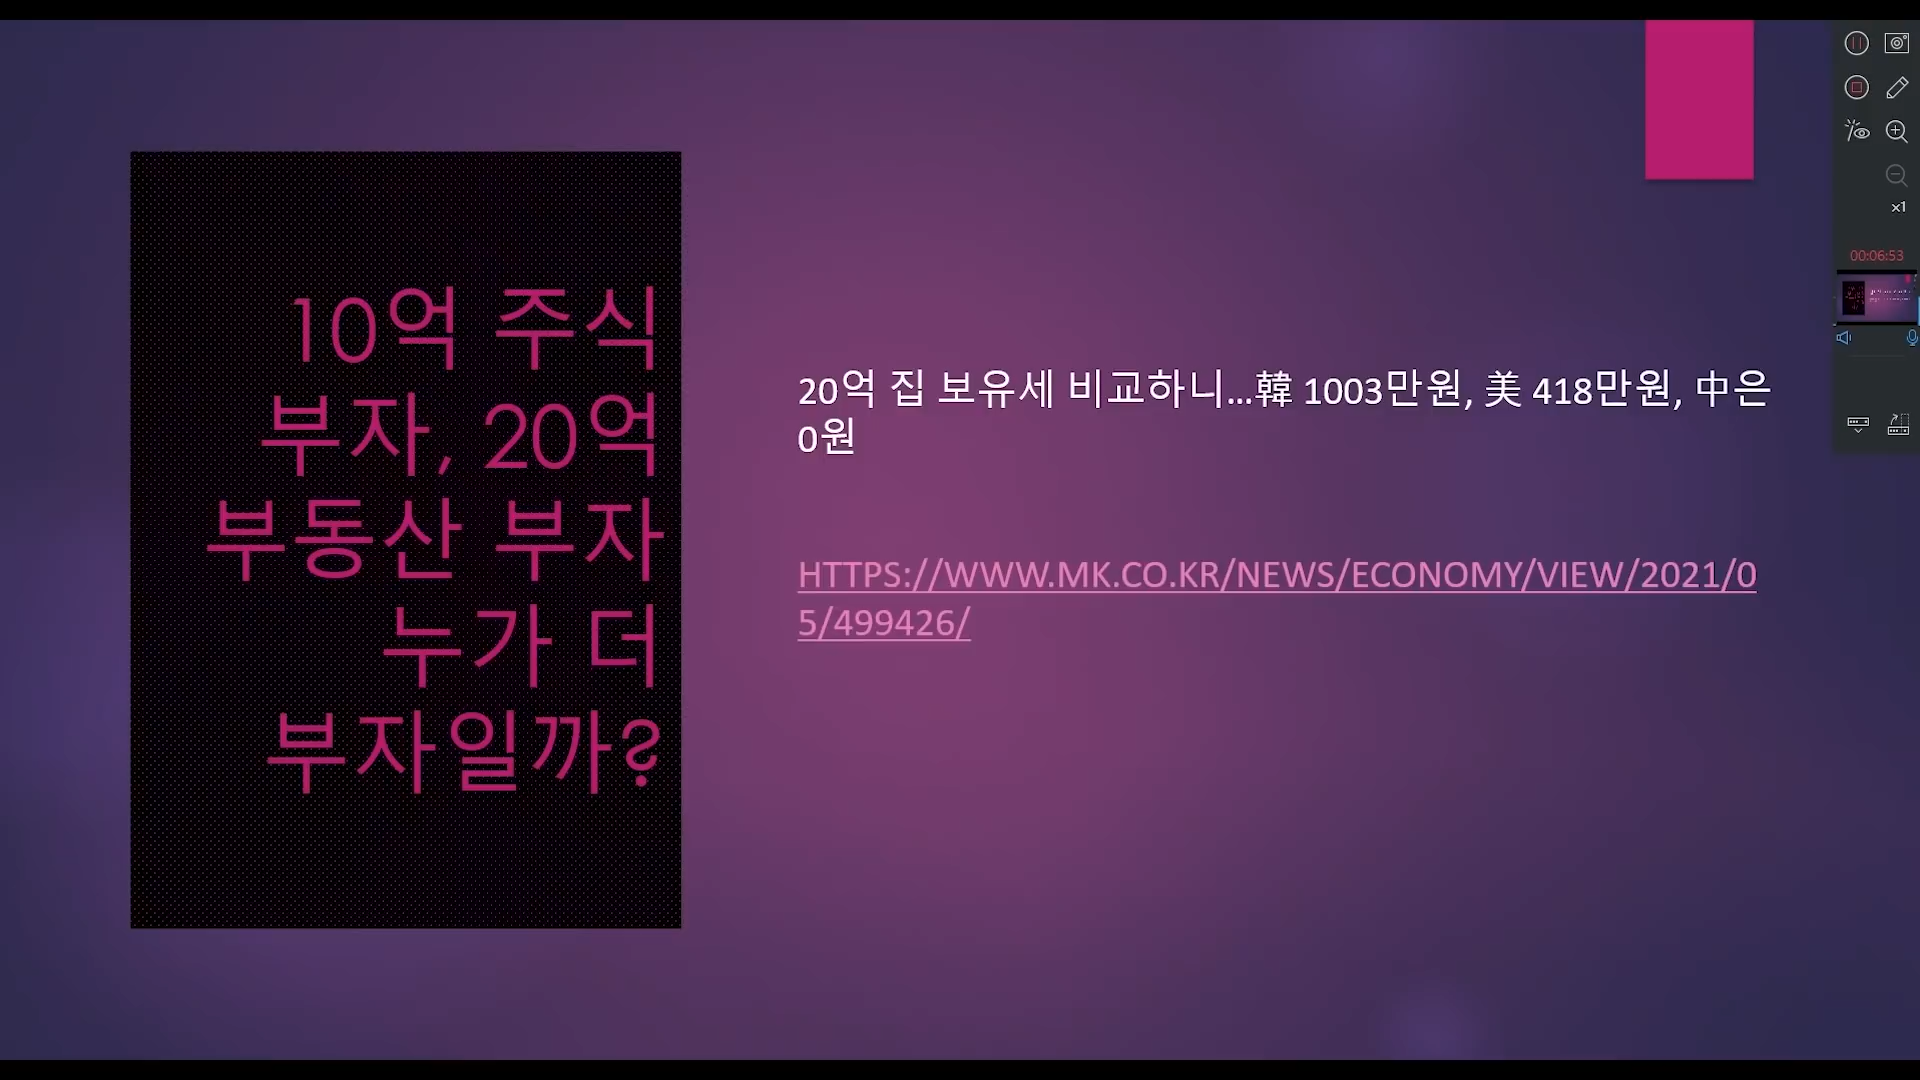 10억 주식
부자, 20억
부동산 부자
누가 더
부자일까?
20억 집 보유세 비교하니...韓 1003만원, 美 418만원, 中은
0원
HTTPS://WWW.MK.CO.KR/NEWS/ECONOMY/VIEW/2021/0
5/499426/
x1
00:06:53